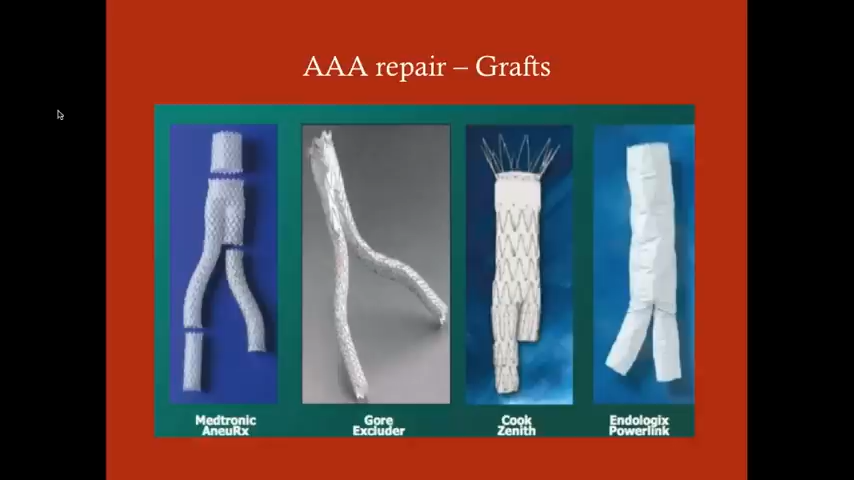 AAA repair – Grafts
Medtronic
AneuRx
Gore
Excluder
Cook
Zenith
Endologix
Powerlink